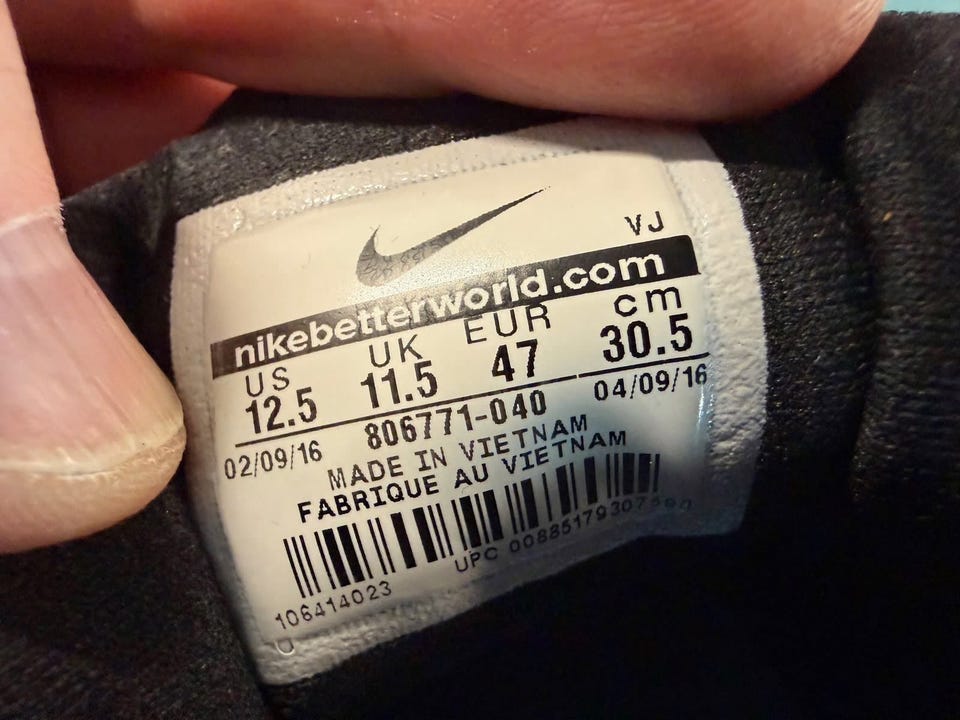 VJ
nikebetterworld.com
US UK EUR cm
12.5 11.5 47 30.5
02/09/16 806771-040 04/09/16
MADE IN VIETNAM
FABRIQUE AU VIETNAM
106414023 UPC